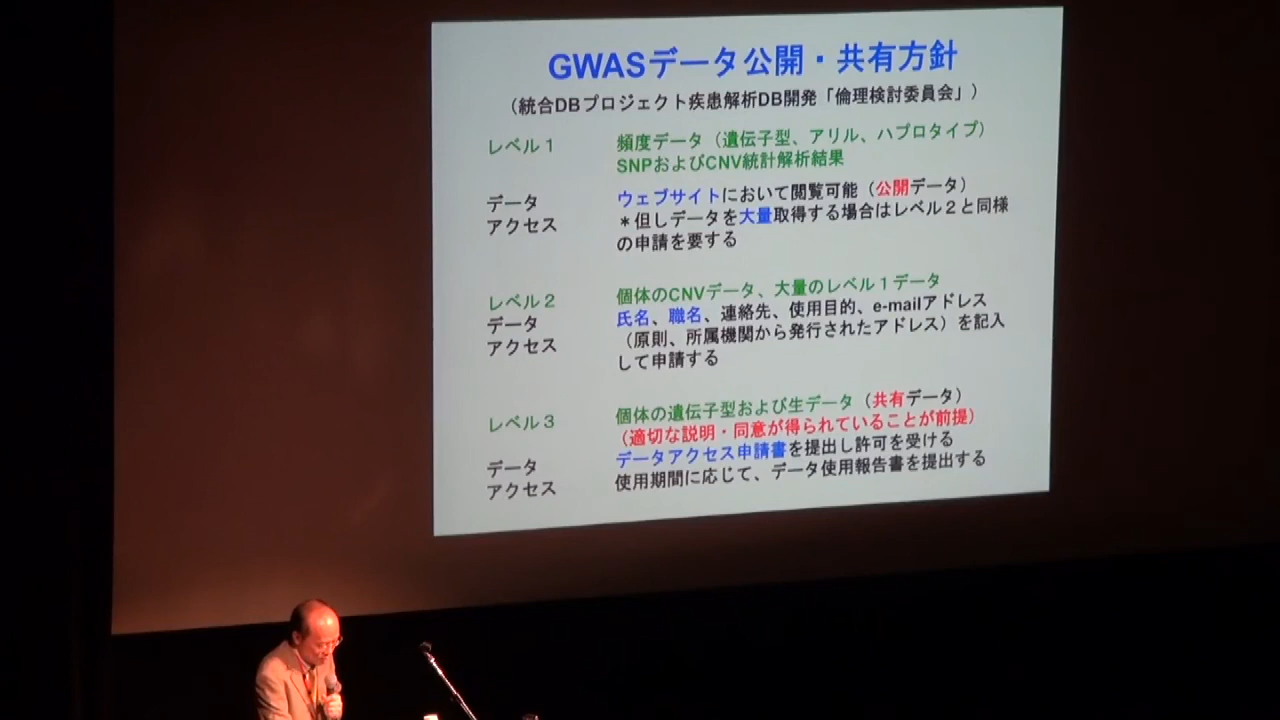 GWASデータ公開・共有方針
（統合DBプロジェクト疾患解析DB開発「倫理検討委員会」）
レベル１
頻度データ（遺伝子型、アリル、ハプロタイプ）
SNPおよびCNV統計解析結果
データ
アクセス
ウェブサイトにおいて閲覧可能（公開データ）
＊但しデータを大量取得する場合はレベル２と同様
の申請を要する
レベル２
個体のCNVデータ、大量のレベル１データ
データ
アクセス
氏名、職名、連絡先、使用目的、e-mailアドレス
（原則、所属機関から発行されたアドレス）を記入
して申請する
レベル３
個体の遺伝子型および生データ（共有データ）
（適切な説明・同意が得られていることが前提）
データ
アクセス
データアクセス申請書を提出し許可を受ける
使用期間に応じて、データ使用報告書を提出する